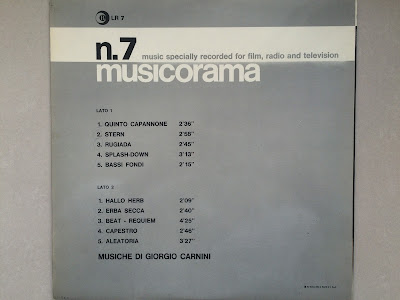 LR 7
n.7 music specially recorded for film, radio and television
musicorama
LATO 1
1. QUINTO CAPANNONE 2'36"
2. STERN 2'58"
3. RUGIADA 2'45"
4. SPLASH-DOWN 3'13"
5. BASSI FONDI 2'15"
LATO 2
1. HALLO HERB 2'09"
2. ERBA SECCA 2'40"
3. BEAT - REQUIEM 4'25"
4. CAPESTRO 2'46"
5. ALEATORIA 3'27"
MUSICHE DI GIORGIO CARNINI